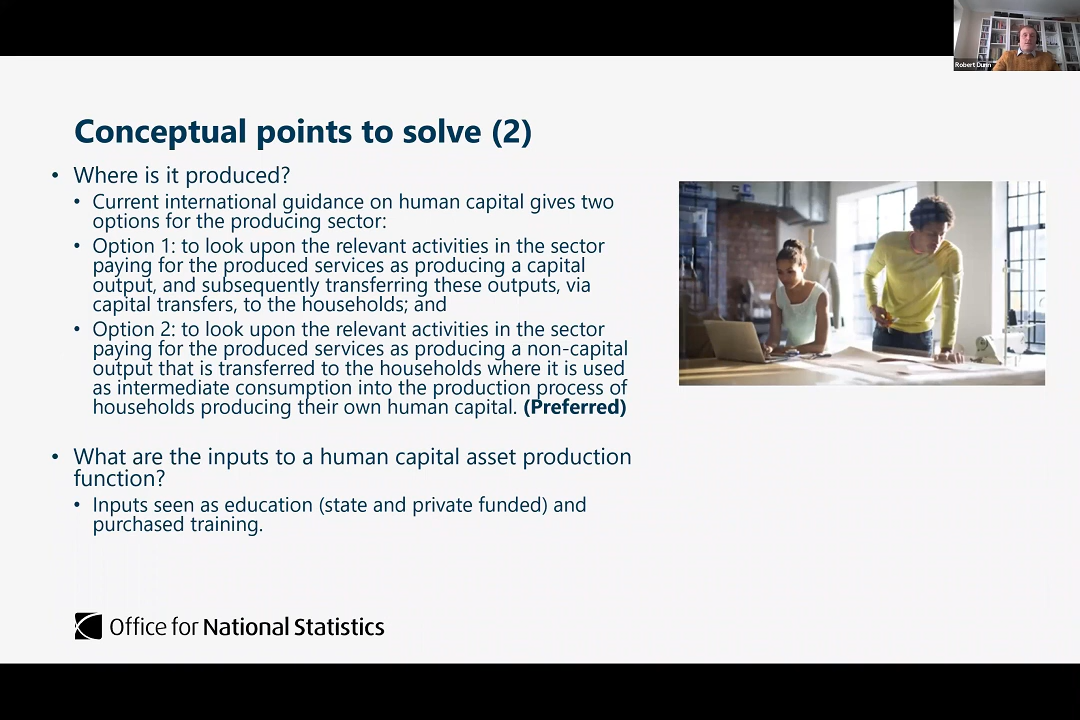 Robert Dunn
Conceptual points to solve (2)
• Where is it produced?
• Current international guidance on human capital gives two
options for the producing sector:
• Option 1: to look upon the relevant activities in the sector
paying for the produced services as producing a capital
output, and subsequently transferring these outputs, via
capital transfers, to the households; and
• Option 2: to look upon the relevant activities in the sector
paying for the produced services as producing a non-capital
output that is transferred to the households where it is used
as intermediate consumption into the production process of
households producing their own human capital. (Preferred)
• What are the inputs to a human capital asset production
function?
• Inputs seen as education (state and private funded) and
purchased training.
Office for National Statistics